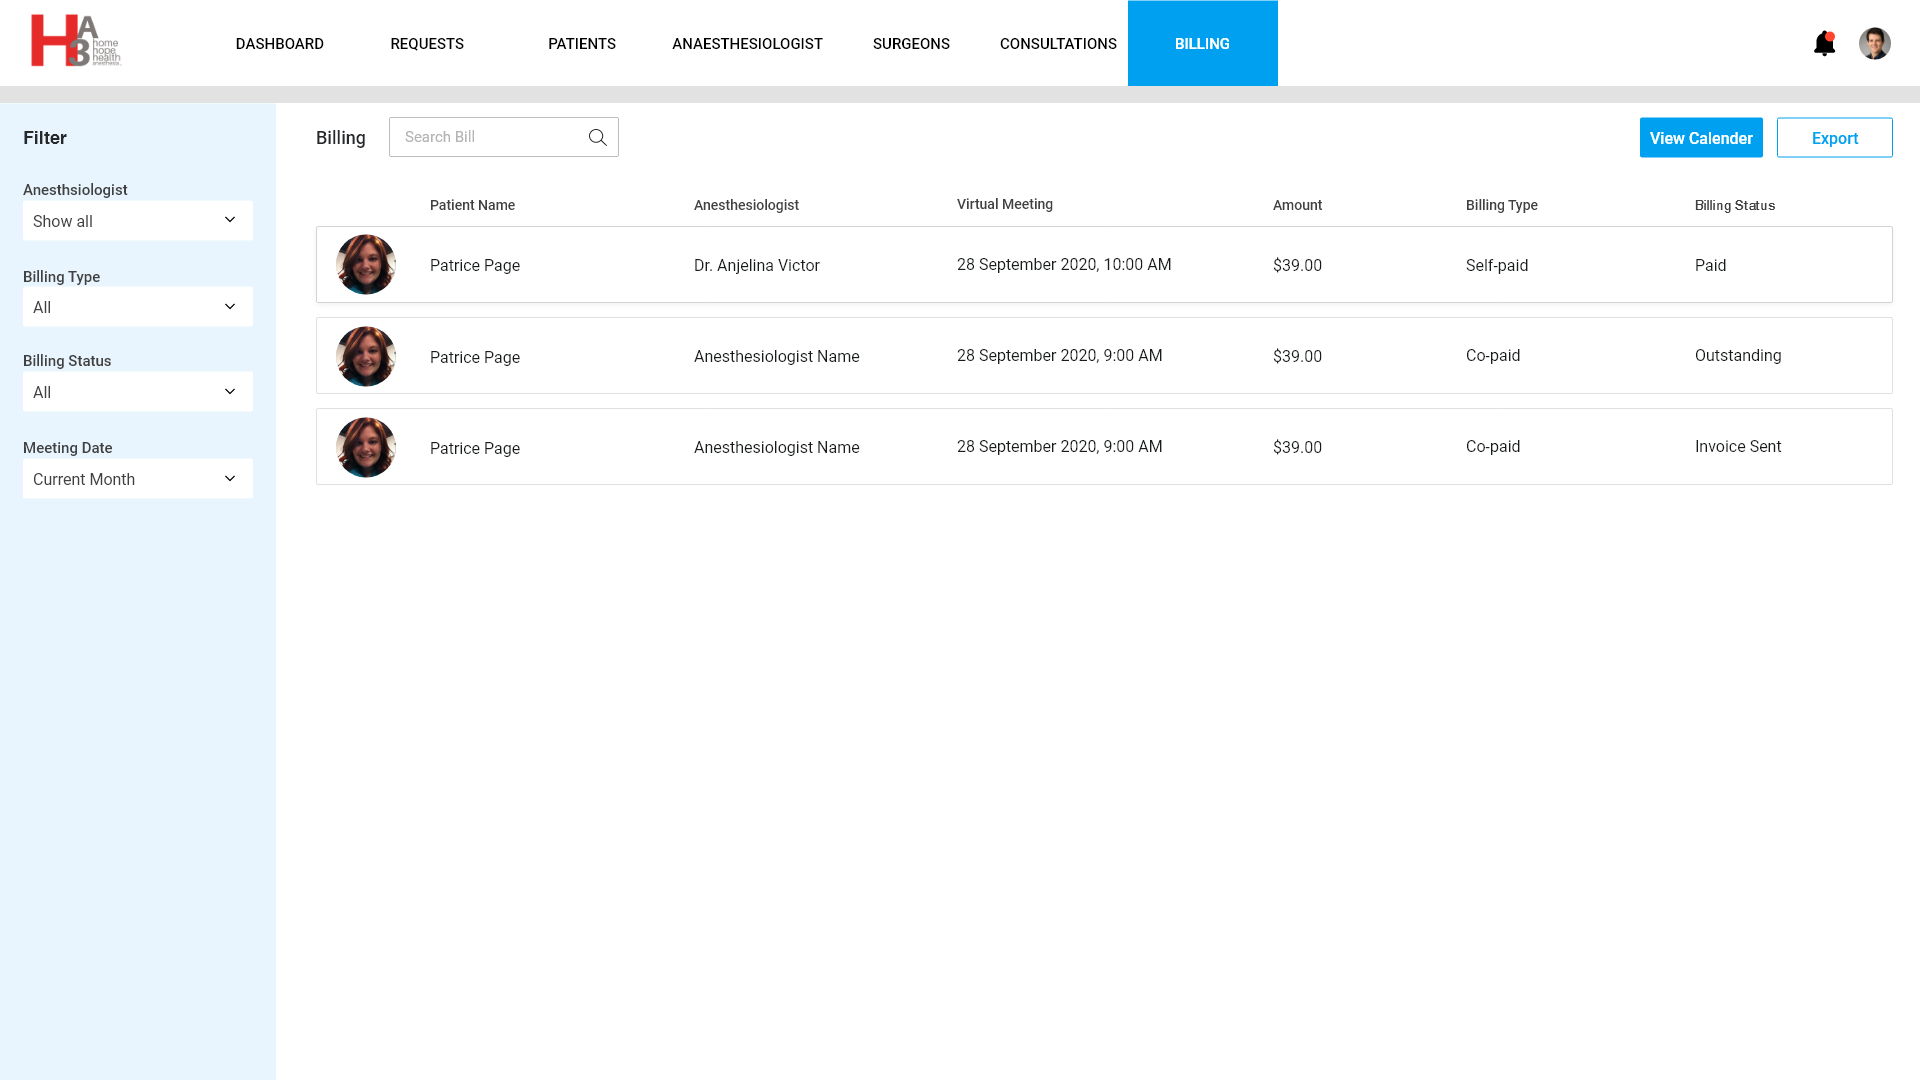 HA3
home
hope
health
anesthesia.
DASHBOARD
REQUESTS
PATIENTS
ANAESTHESIOLOGIST
SURGEONS
CONSULTATIONS
BILLING
Filter
Anesthsiologist
Show all
Billing Type
All
Billing Status
All
Meeting Date
Current Month
Billing
Search Bill
View Calender
Export
Patient Name Anesthesiologist Virtual Meeting Amount Billing Type Billing Status
Patrice Page Dr. Anjelina Victor 28 September 2020, 10:00 AM $39.00 Self-paid Paid
Patrice Page Anesthesiologist Name 28 September 2020, 9:00 AM $39.00 Co-paid Outstanding
Patrice Page Anesthesiologist Name 28 September 2020, 9:00 AM $39.00 Co-paid Invoice Sent